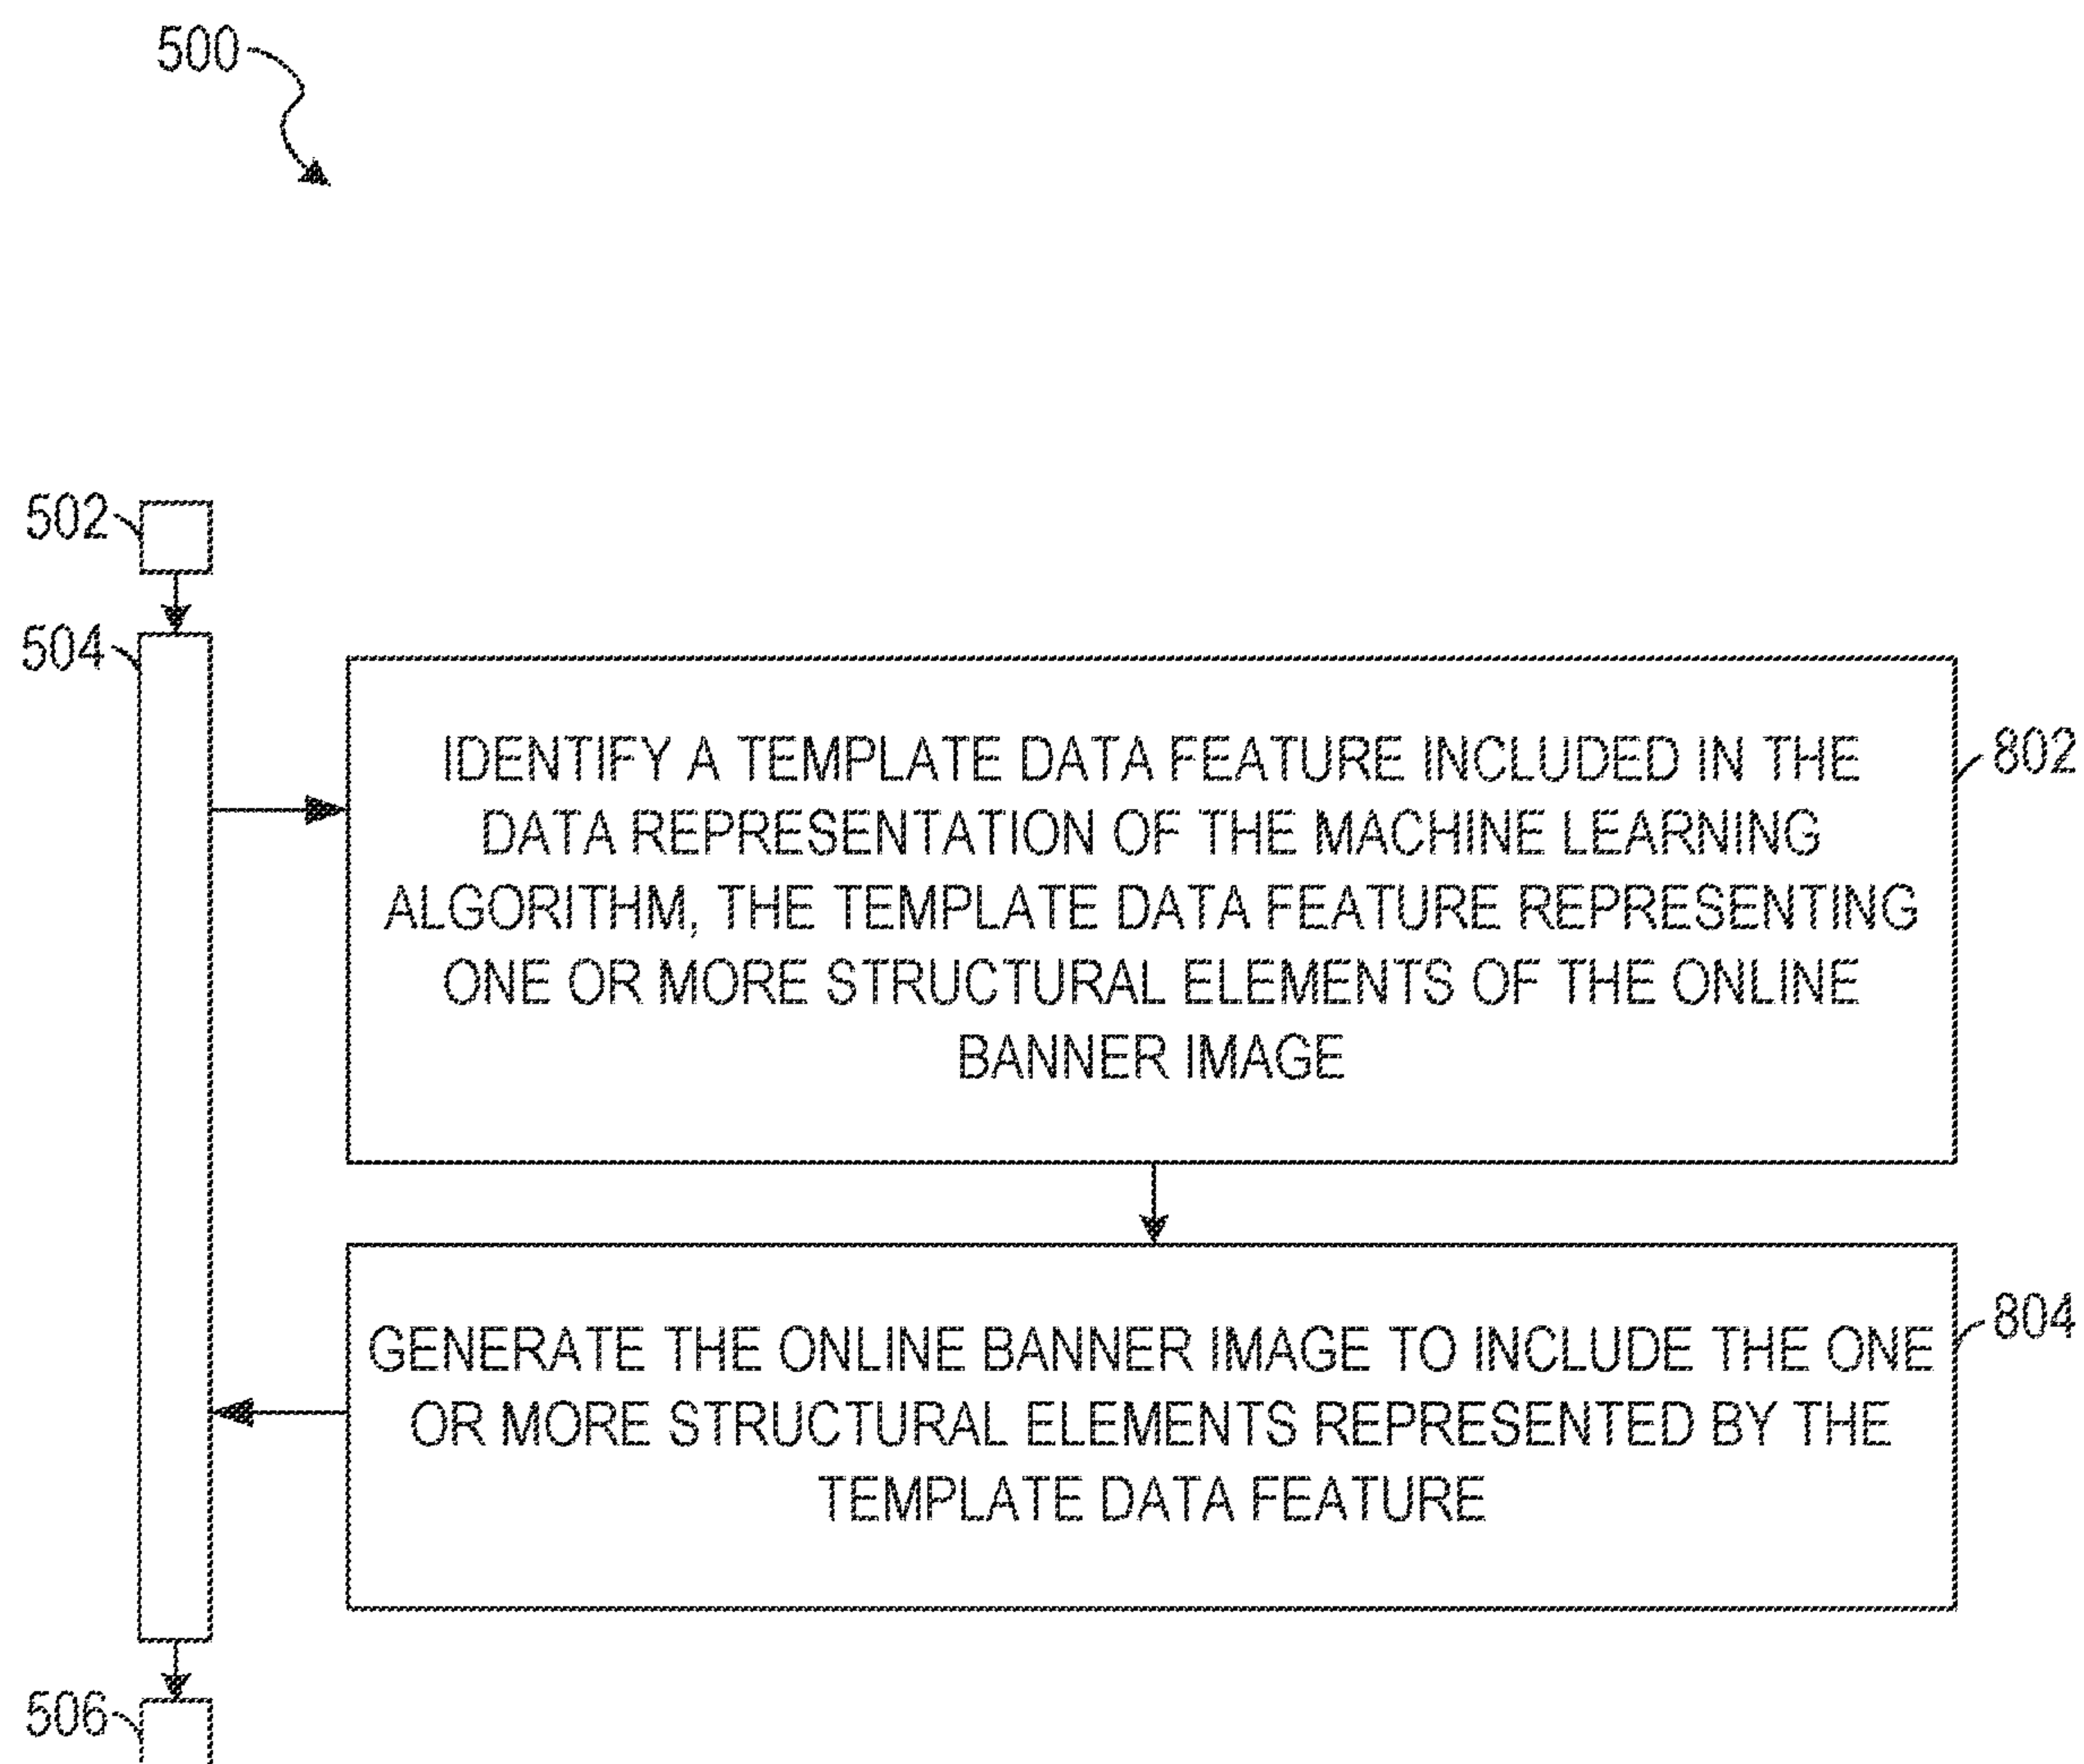 500
502
504
IDENTIFY A TEMPLATE DATA FEATURE INCLUDED IN THE
DATA REPRESENTATION OF THE MACHINE LEARNING
ALGORITHM, THE TEMPLATE DATA FEATURE REPRESENTING
ONE OR MORE STRUCTURAL ELEMENTS OF THE ONLINE
BANNER IMAGE
802
GENERATE THE ONLINE BANNER IMAGE TO INCLUDE THE ONE
OR MORE STRUCTURAL ELEMENTS REPRESENTED BY THE
TEMPLATE DATA FEATURE
804
506